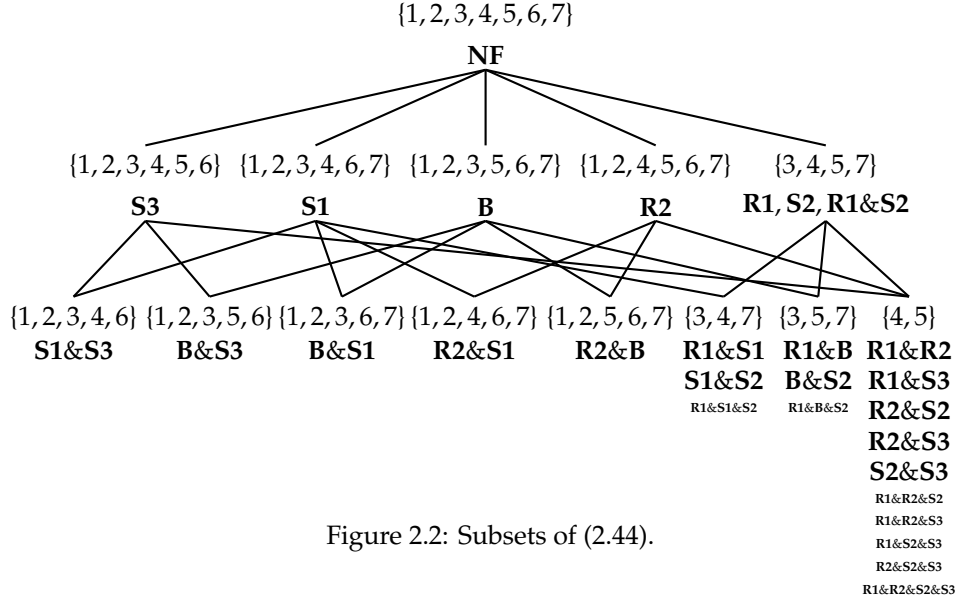 {1, 2, 3, 4, 5, 6, 7}
NF
{1, 2, 3, 4, 5, 6} {1, 2, 3, 4, 6, 7} {1, 2, 3, 5, 6, 7} {1, 2, 4, 5, 6, 7} {3, 4, 5, 7}
S3 S1 B R2 R1, S2, R1&S2
{1, 2, 3, 4, 6} {1, 2, 3, 5, 6} {1, 2, 3, 6, 7} {1, 2, 4, 6, 7} {1, 2, 5, 6, 7} {3, 4, 7} {3, 5, 7} {4, 5}
S1&S3 B&S3 B&S1 R2&S1 R2&B R1&S1 R1&B R1&R2
S1&S2 B&S2 R1&S3
R1&S1&S2 R1&B&S2 R2&S2
R2&S3
S2&S3
R1&R2&S2
R1&R2&S3
R1&S2&S3
R2&S2&S3
R1&R2&S2&S3
Figure 2.2: Subsets of (2.44).